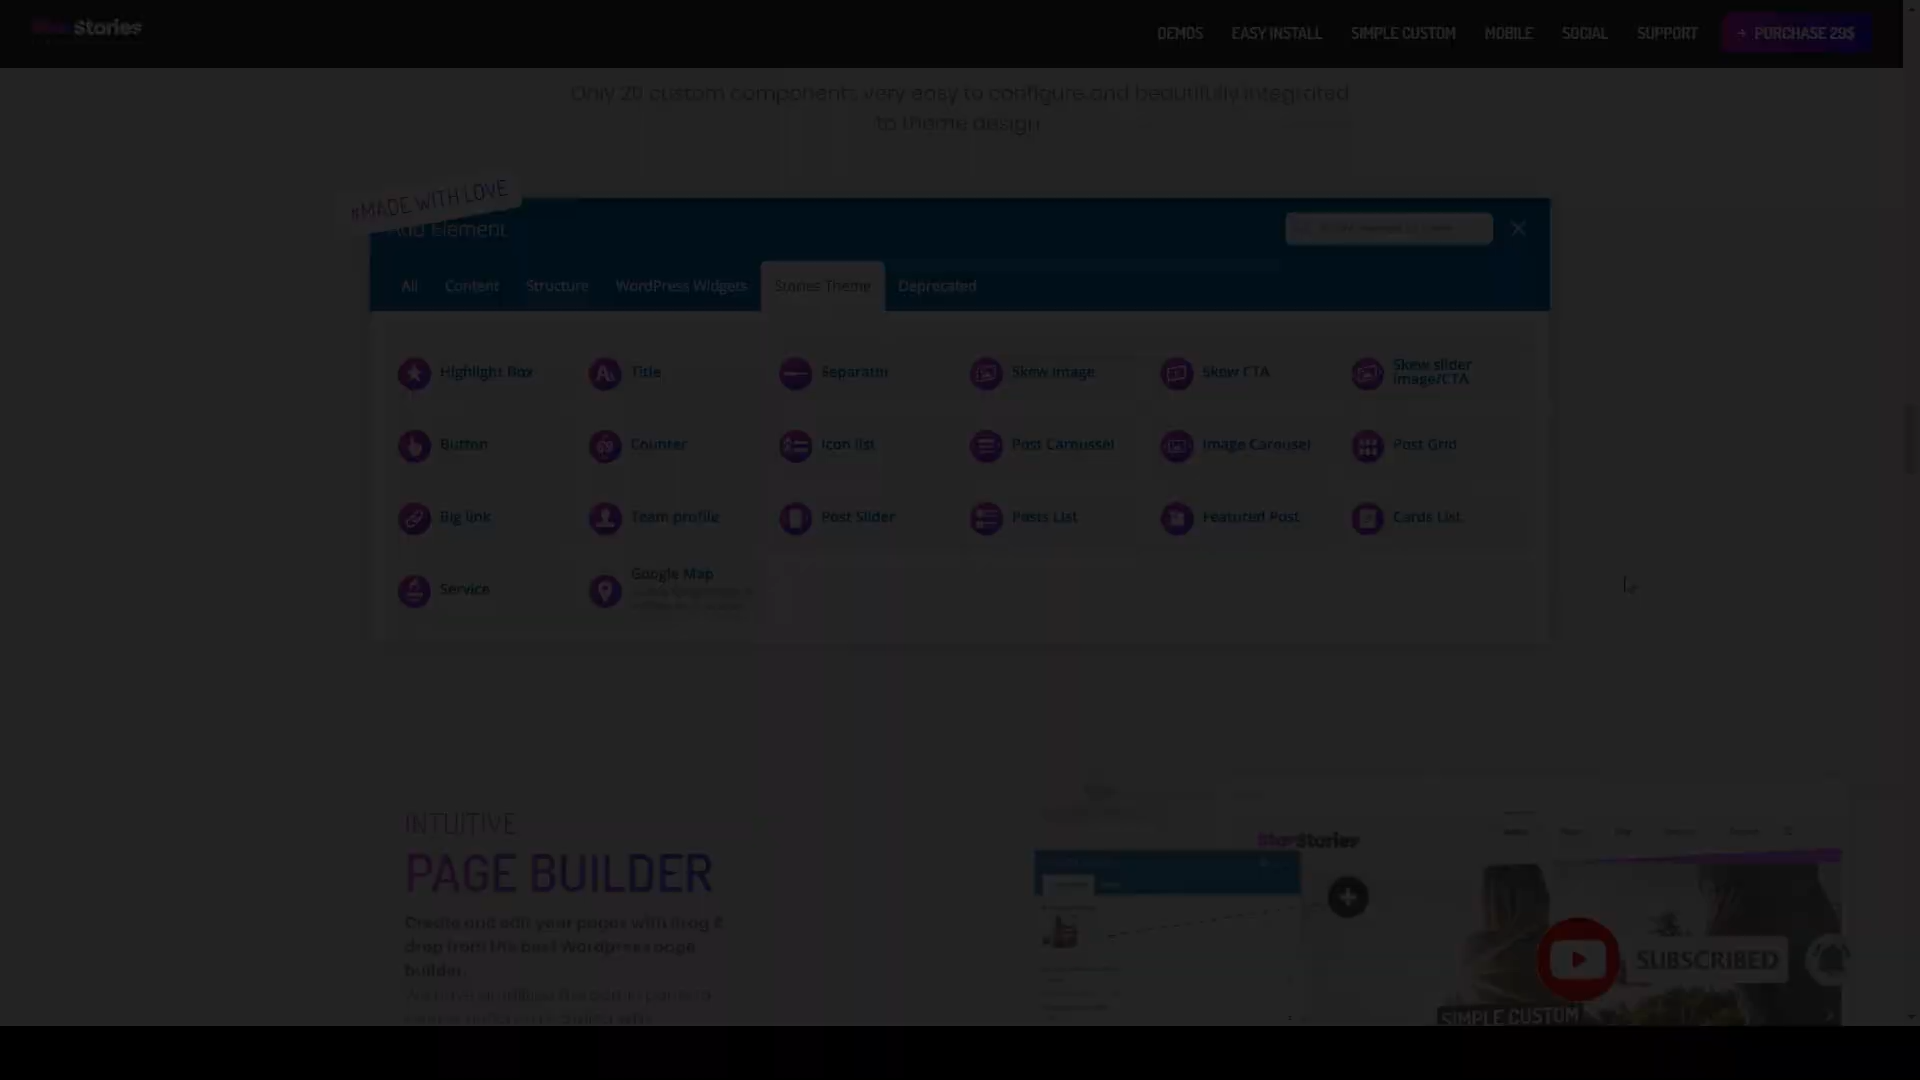 Stories
DEMOS EASY INSTALL SIMPLE CUSTOM MOBILE SOCIAL SUPPORT + PURCHASE 29$
Only 20 custom components very easy to configure and beautifully integrated
to theme design
#MADE WITH LOVE
Add Element
All Content Structure WordPress Widgets Stories Theme Deprecated
Highlight Box Title Separator Skew Image Skew CTA Skew slider
Image/CTA
Button Counter Icon list Post Caroussel Image Carousel Post Grid
Big link Team profile Post Slider Posts List Featured Post Cards List
Service Google Map
INTUITIVE
PAGE BUILDER
Create and edit your pages with drag &
drop from the best Wordpress page
builder.
StarStories
SUBSCRIBED
SIMPLE CUSTOM